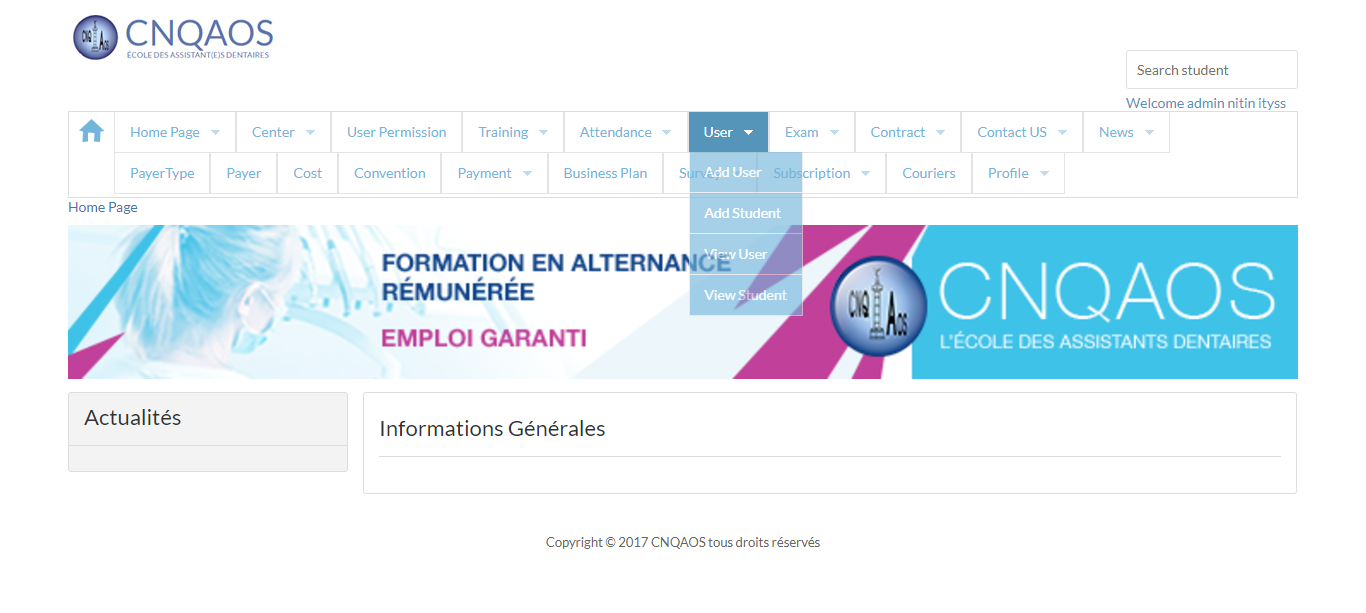 CNQAOS
ÉCOLE DES ASSISTANT(E)S DENTAIRES
Search student
Welcome admin nitin ityss
Home Page Center User Permission Training Attendance User Exam Contract Contact US News
PayerType Payer Cost Convention Payment Business Plan Subscription Couriers Profile
Add User
Add Student
View User
View Student
Home Page
FORMATION EN ALTERNANCE
RÉMUNÉRÉE
EMPLOI GARANTI
CNQ AOS
CNQAOS
L'ÉCOLE DES ASSISTANTS DENTAIRES
Actualités
Informations Générales
Copyright © 2017 CNQAOS tous droits réservés